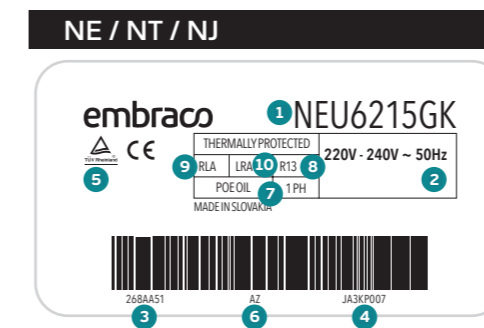 NE / NT / NJ
embraco
1 NEU6215GK
TÜV Rheinland
CE
THERMALLY PROTECTED
220V - 240V ~ 50Hz
9 RLA LRA 10 R13 8
5
POE OIL 7 1 PH
2
MADE IN SLOVAKIA
268AA51 AZ JA3KP007
3 6 4